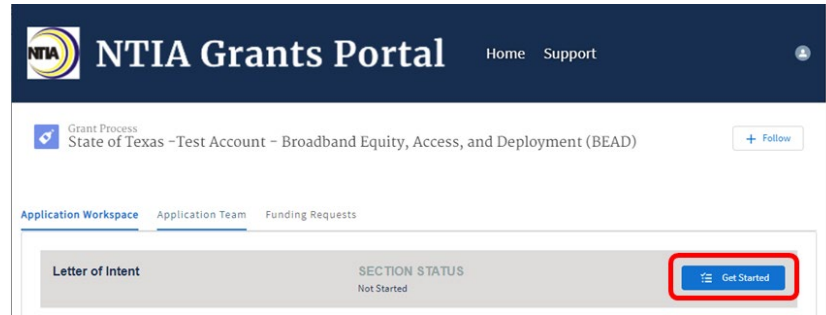 NTIA
NTIA Grants Portal
Home Support
Grant Process
State of Texas -Test Account - Broadband Equity, Access, and Deployment (BEAD)
+ Follow
Application Workspace Application Team Funding Requests
Letter of Intent
SECTION STATUS
Not Started
Get Started